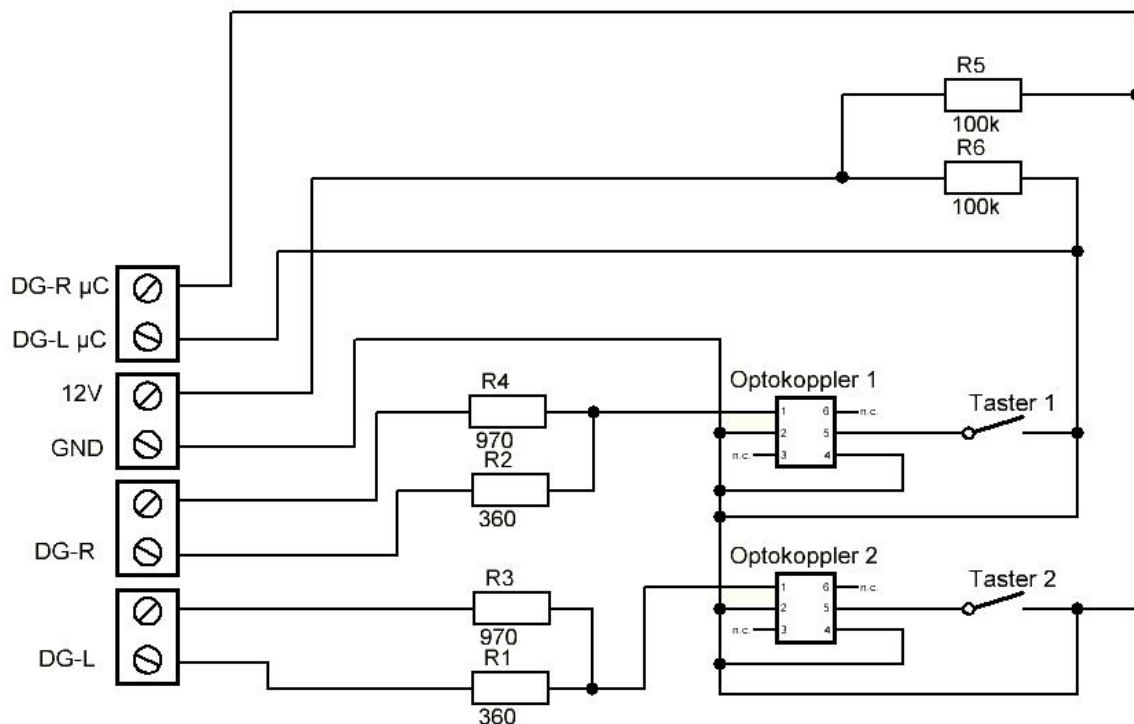 R5
100k
R6
100k
DG-R µC
DG-L µC
12V
GND
DG-R
DG-L
R4
970
R2
360
R3
970
R1
360
Optokoppler 1
1 6 n.c.
2 5
n.c. 3 4
Taster 1
Optokoppler 2
1 6 n.c.
2 5
n.c. 3 4
Taster 2